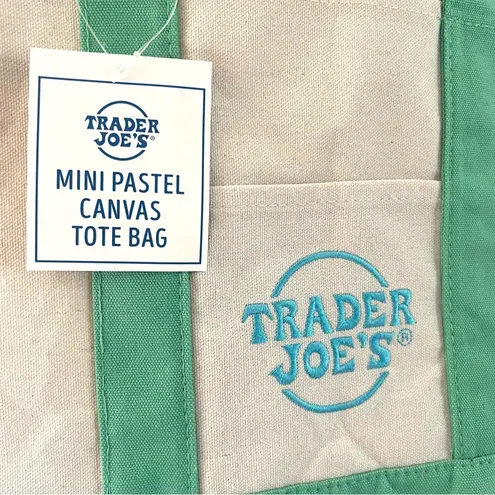 TRADER
JOE'S®
MINI PASTEL
CANVAS
TOTE BAG
TRADER
JOE'S®